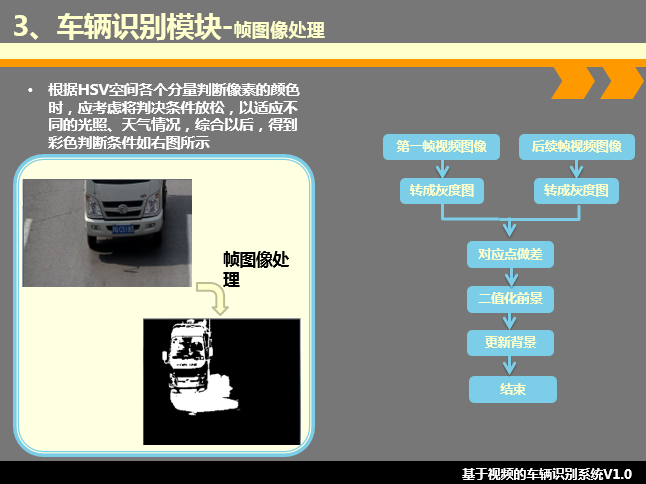 3、车辆识别模块-帧图像处理
• 根据HSV空间各个分量判断像素的颜色
时，应考虑将判决条件放松，以适应不
同的光照、天气情况，综合以后，得到
彩色判断条件如右图所示
帧图像处
理
第一帧视频图像
后续帧视频图像
转成灰度图
转成灰度图
对应点做差
二值化前景
更新背景
结束
基于视频的车辆识别系统V1.0